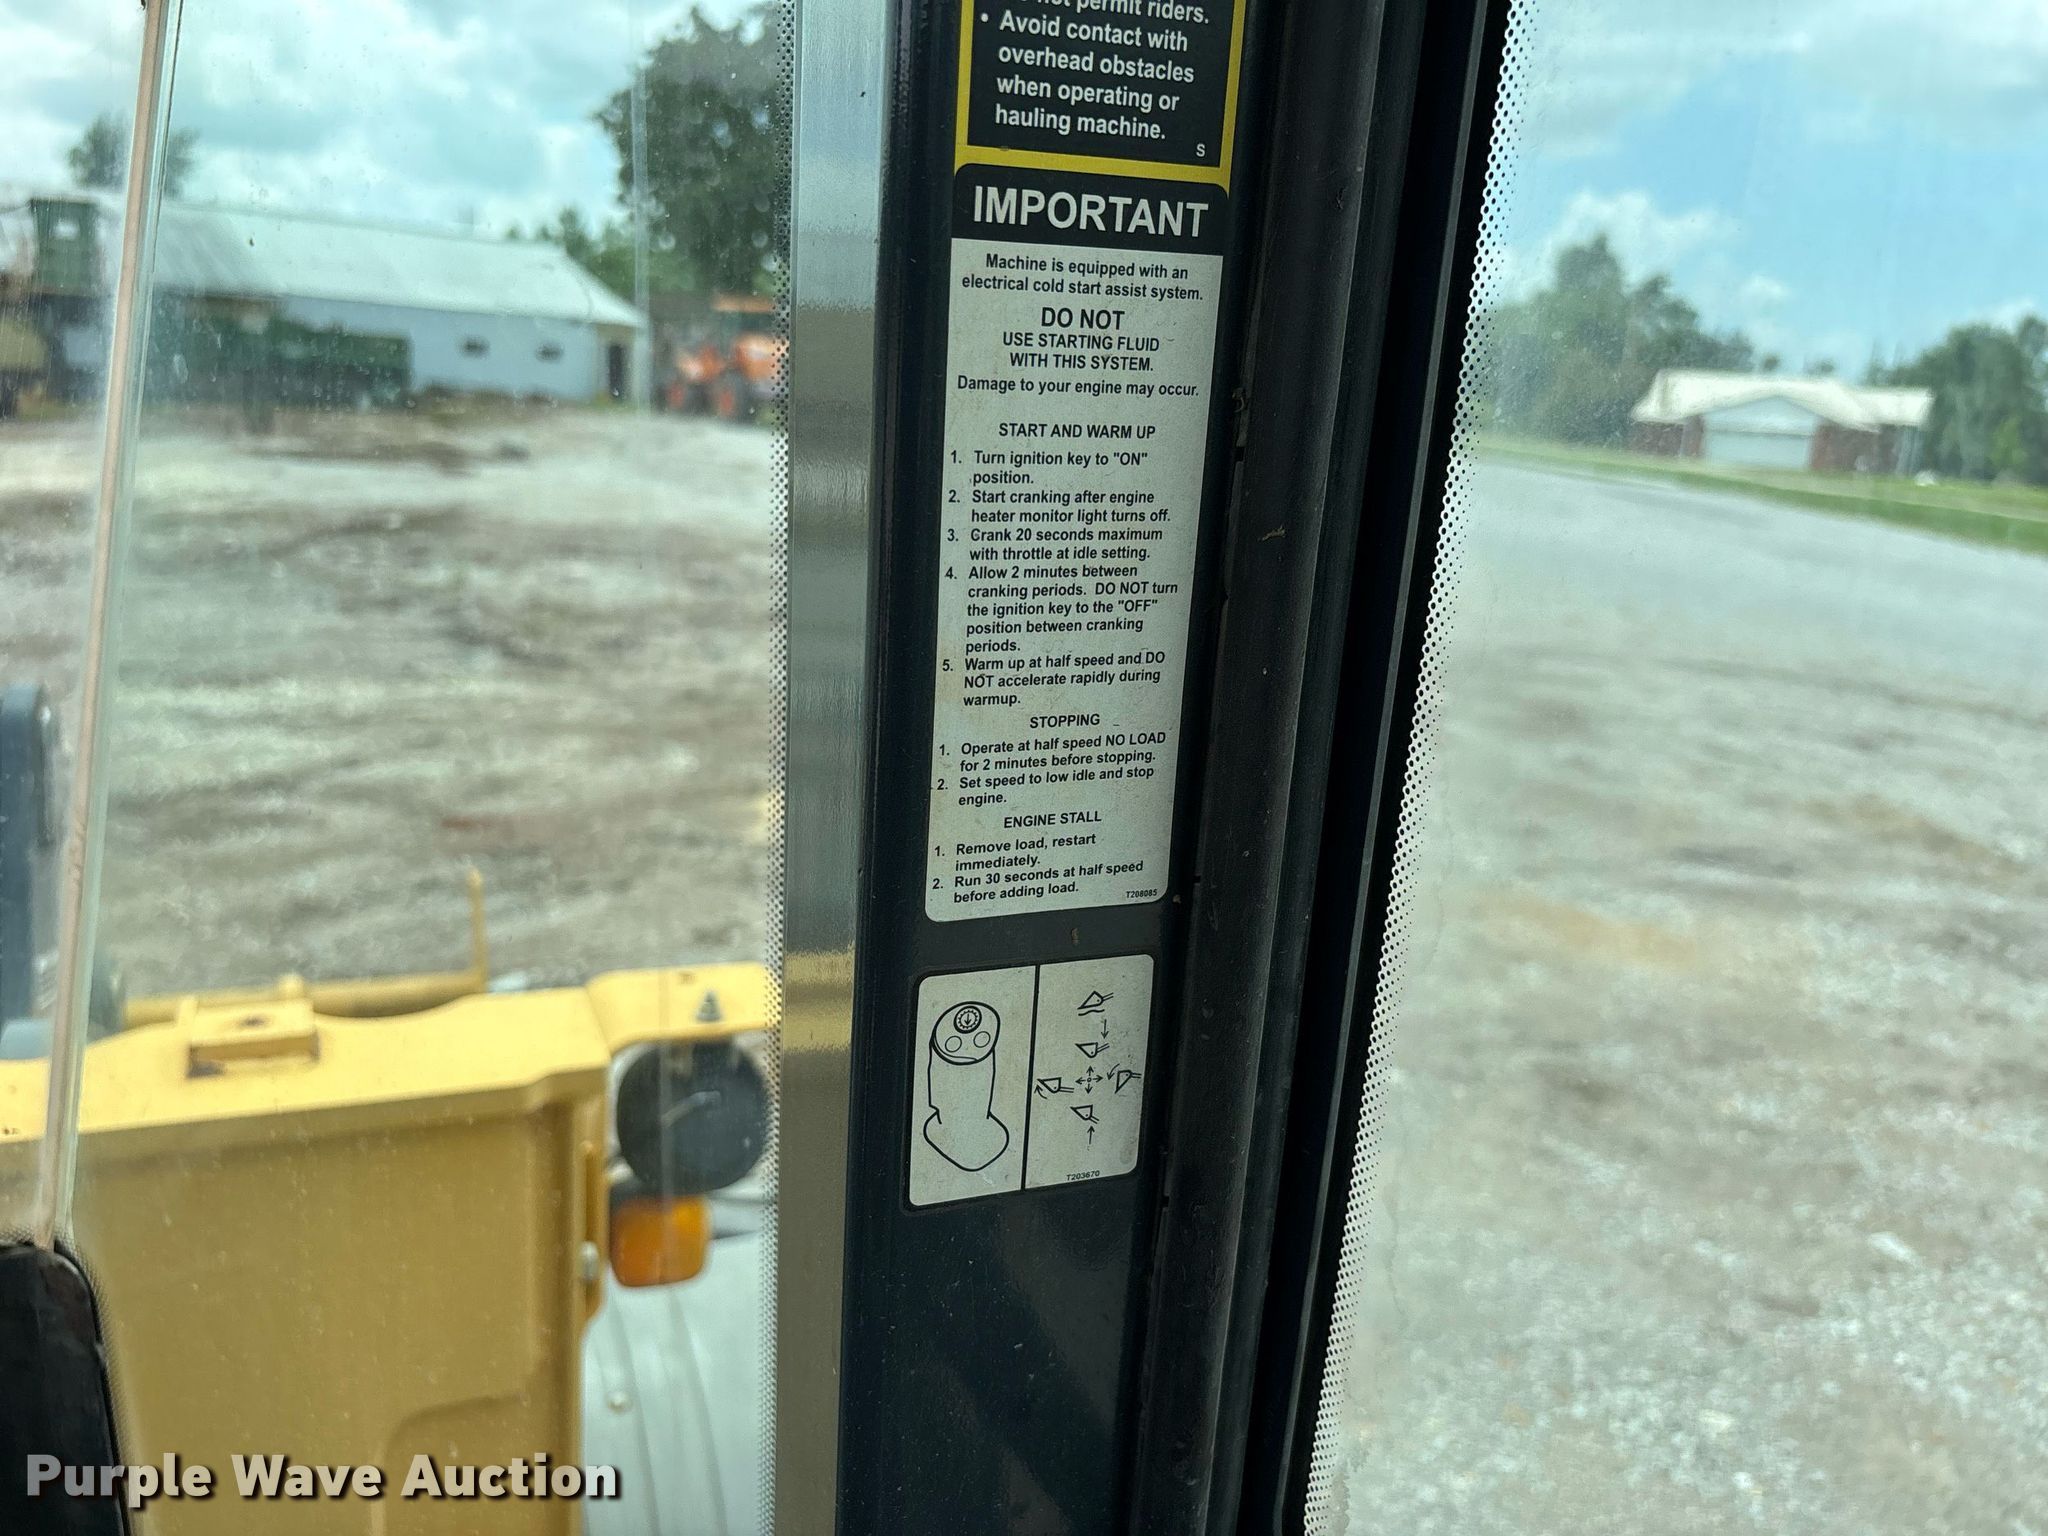 not permit riders.
• Avoid contact with
overhead obstacles
when operating or
hauling machine.
S
IMPORTANT
Machine is equipped with an
electrical cold start assist system.
DO NOT
USE STARTING FLUID
WITH THIS SYSTEM.
Damage to your engine may occur.
START AND WARM UP
1. Turn ignition key to "ON"
position.
2. Start cranking after engine
heater monitor light turns off.
3. Crank 20 seconds maximum
with throttle at idle setting.
4. Allow 2 minutes between
cranking periods. DO NOT turn
the ignition key to the "OFF"
position between cranking
periods.
5. Warm up at half speed and DO
NOT accelerate rapidly during
warmup.
STOPPING
1. Operate at half speed NO LOAD
for 2 minutes before stopping.
2. Set speed to low idle and stop
engine.
ENGINE STALL
1. Remove load, restart
immediately.
2. Run 30 seconds at half speed
before adding load.
T208085
T203670
Purple Wave Auction